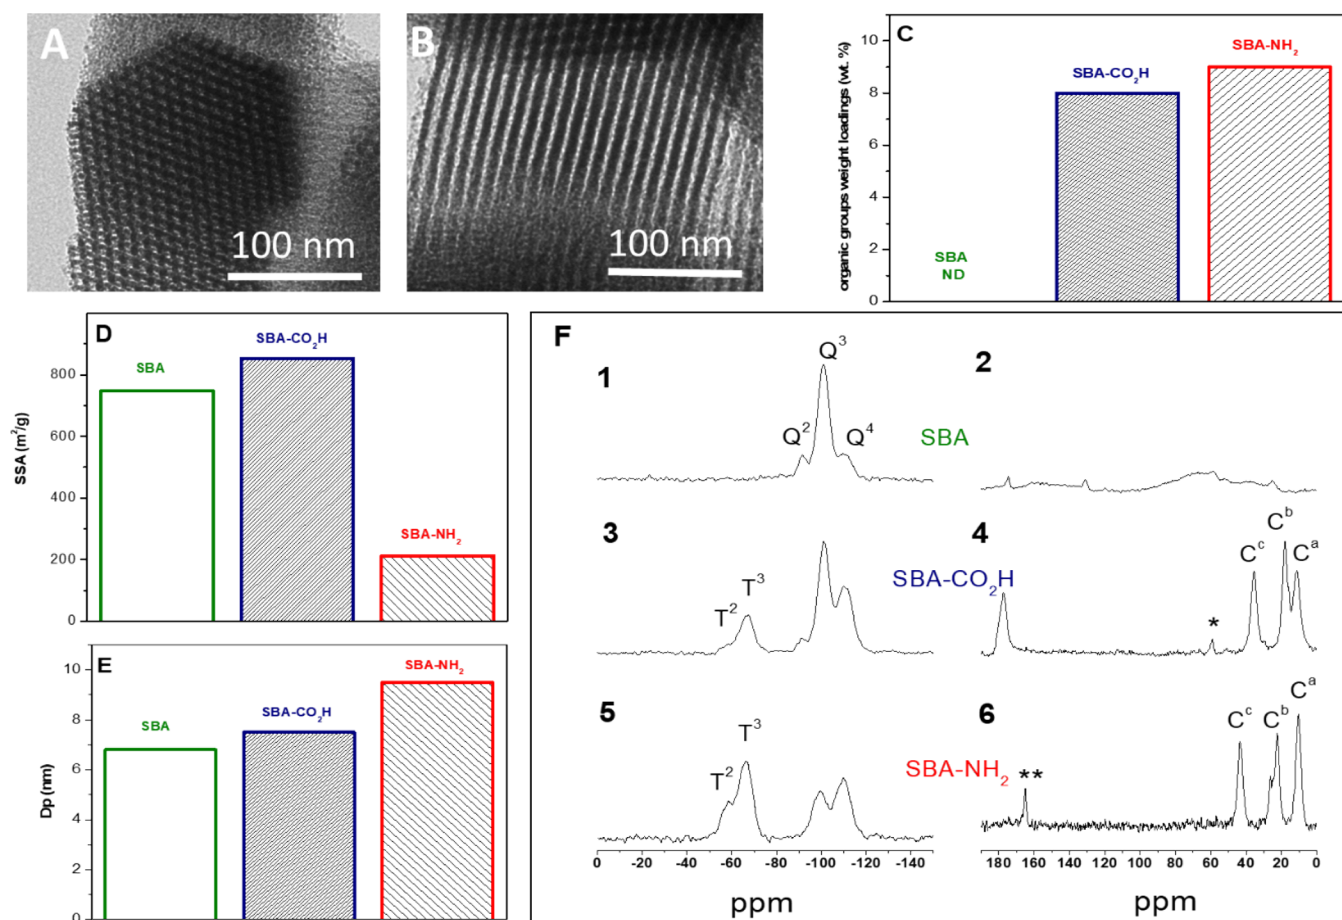 A
100 nm
B
100 nm
C
organic groups weight loadings (wt. %)
10
8
6
4
2
0
SBA
ND
SBA-CO₂H
SBA-NH₂
D
SSA (m²/g)
800
600
400
200
0
SBA
SBA-CO₂H
SBA-NH₂
E
Dp (nm)
10
8
6
4
2
0
SBA
SBA-CO₂H
SBA-NH₂
F
1
Q²
Q³
Q⁴
2
SBA
3
T²
T³
4
SBA-CO₂H
*
Cᶜ
Cᵇ
Cᵃ
5
T²
T³
6
SBA-NH₂
**
Cᶜ
Cᵇ
Cᵃ
0 -20 -40 -60 -80 -100 -120 -140
ppm
180 160 140 120 100 80 60 40 20 0
ppm